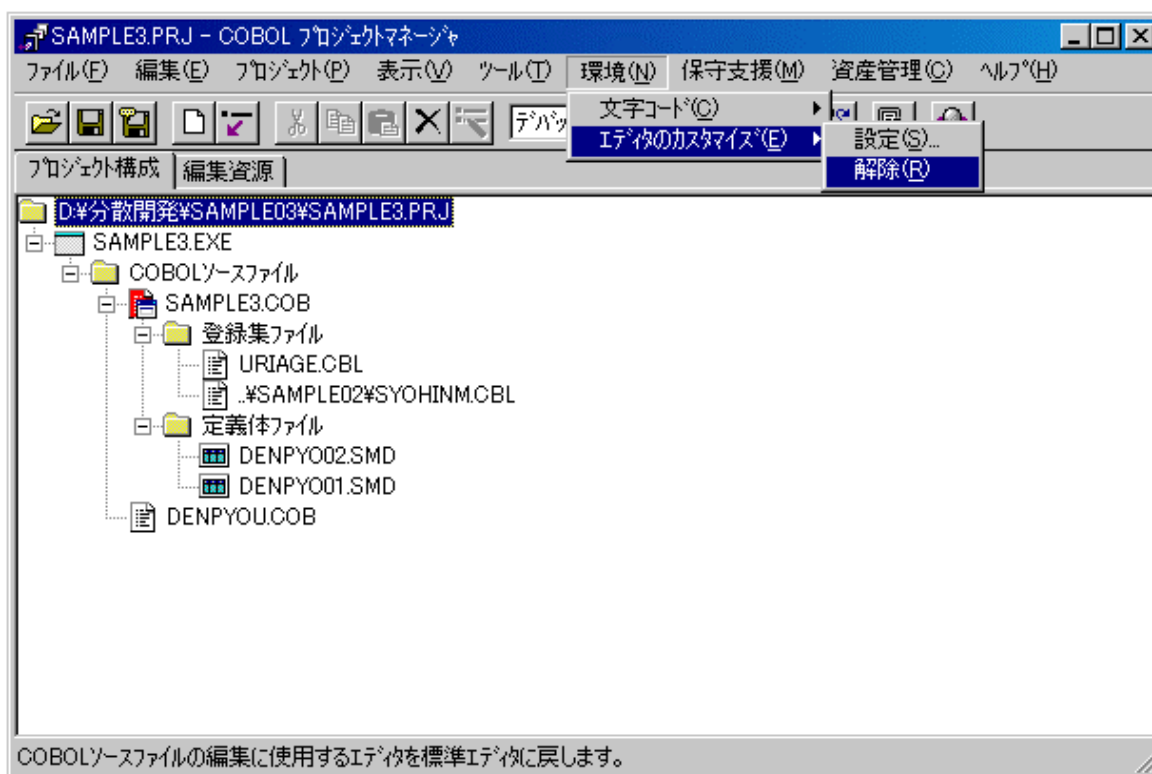 SAMPLE3.PRJ - COBOL ﾌﾟﾛｼﾞｪｸﾄﾏﾈｰｼﾞｬ
ﾌｧｲﾙ(F) 編集(E) ﾌﾟﾛｼﾞｪｸﾄ(P) 表示(V) ﾂｰﾙ(T) 環境(N) 保守支援(M) 資産管理(C) ﾍﾙﾌﾟ(H)
文字ｺｰﾄﾞ(C)
ﾃﾞﾊﾞｯ
ｴﾃﾞｨﾀのｶｽﾀﾏｲｽﾞ(E)
設定(S)...
解除(R)
ﾌﾟﾛｼﾞｪｸﾄ構成 編集資源
D:¥分散開発¥SAMPLE03¥SAMPLE3.PRJ
SAMPLE3.EXE
COBOLｿｰｽﾌｧｲﾙ
SAMPLE3.COB
登録集ﾌｧｲﾙ
URIAGE.CBL
..¥SAMPLE02¥SYOHINM.CBL
定義体ﾌｧｲﾙ
DENPYO02.SMD
DENPYO01.SMD
DENPYOU.COB
COBOLｿｰｽﾌｧｲﾙの編集に使用するｴﾃﾞｨﾀを標準ｴﾃﾞｨﾀに戻します。